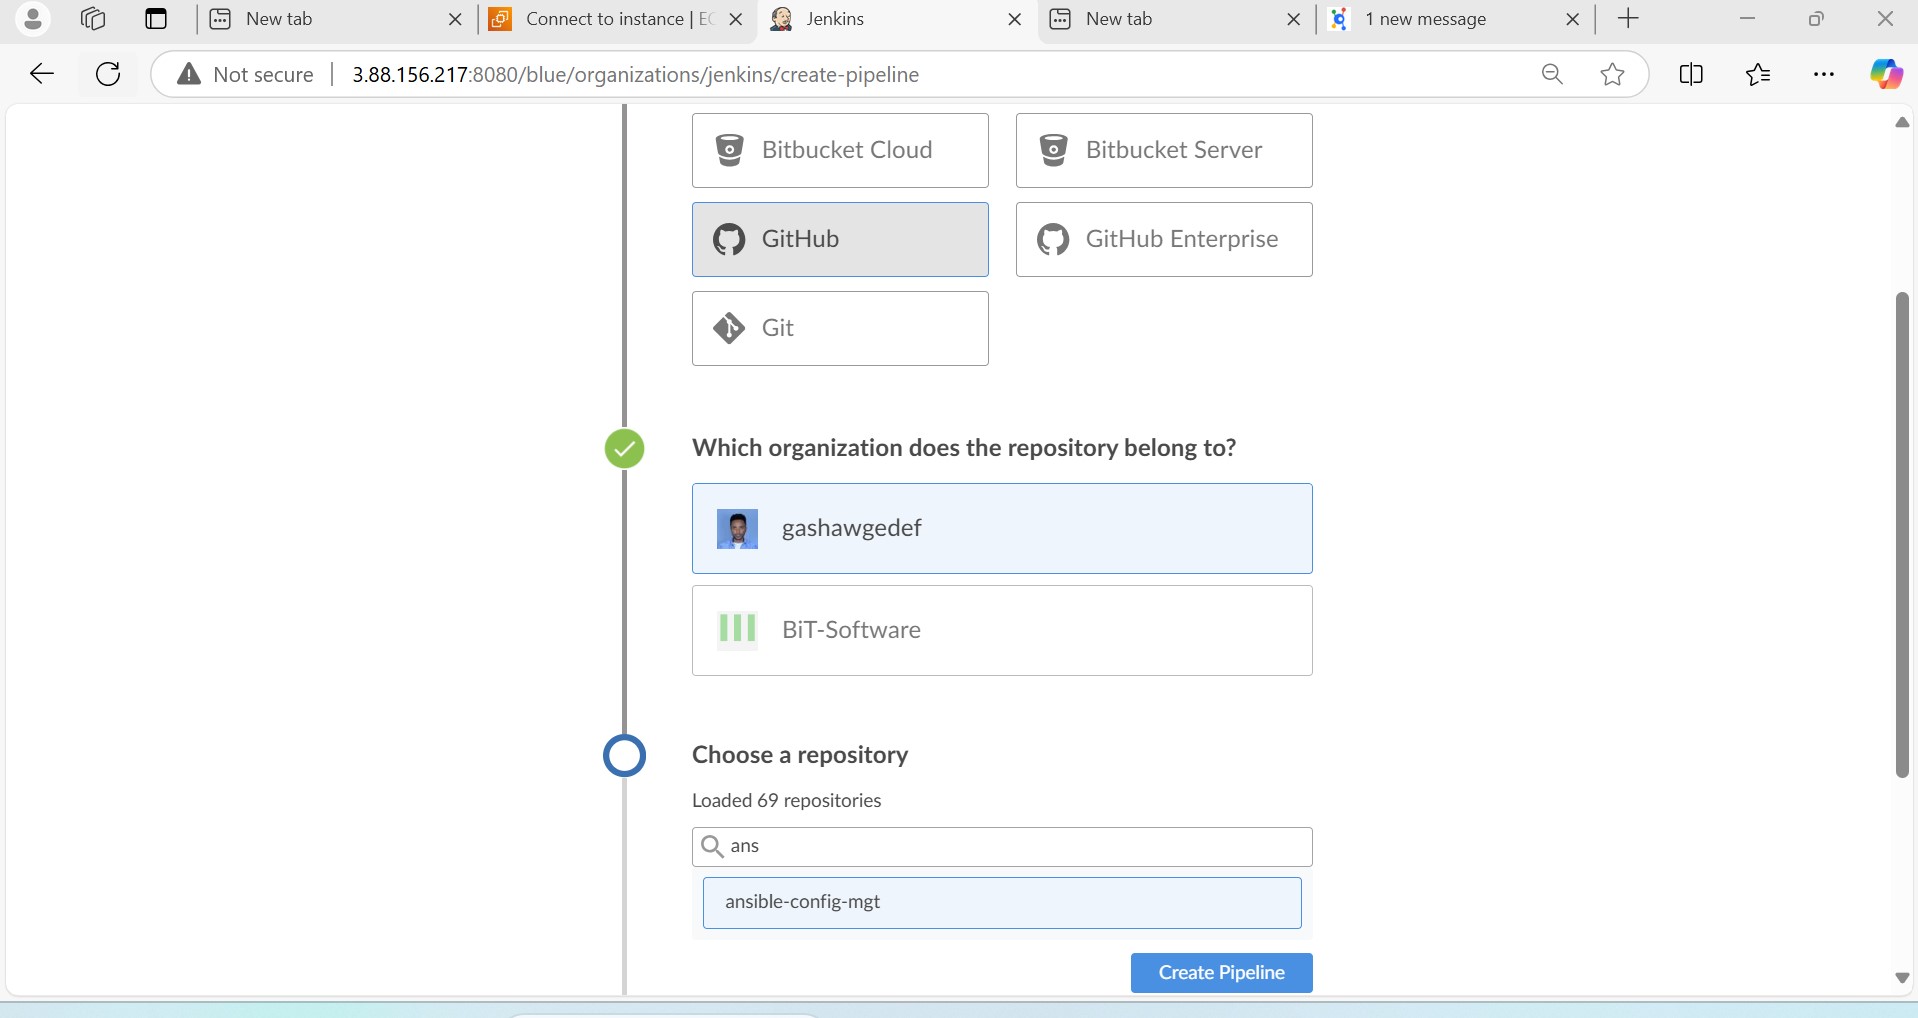 New tab
Connect to instance | EC
Jenkins
New tab
1 new message
Not secure
3.88.156.217:8080/blue/organizations/jenkins/create-pipeline
Bitbucket Cloud
Bitbucket Server
GitHub
GitHub Enterprise
Git
Which organization does the repository belong to?
gashawgedef
BiT-Software
Choose a repository
Loaded 69 repositories
ans
ansible-config-mgt
Create Pipeline